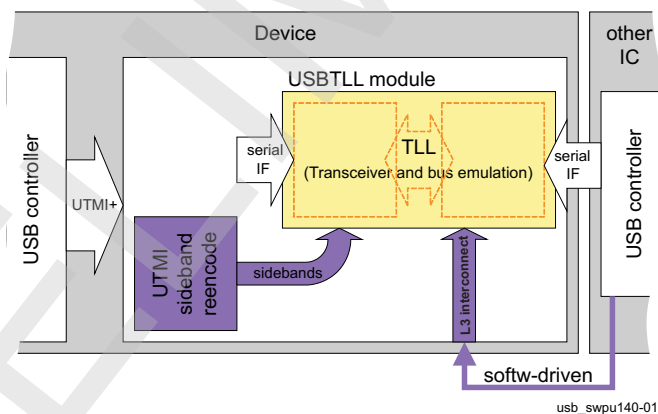 Device
other
IC
USBTLL module
USB controller
UTMI+
serial
IF
TLL
(Transceiver and bus emulation)
serial
IF
USB controller
UTMI
sideband
reencode
sidebands
L3 interconnect
softw-driven
usb_swpu140-01